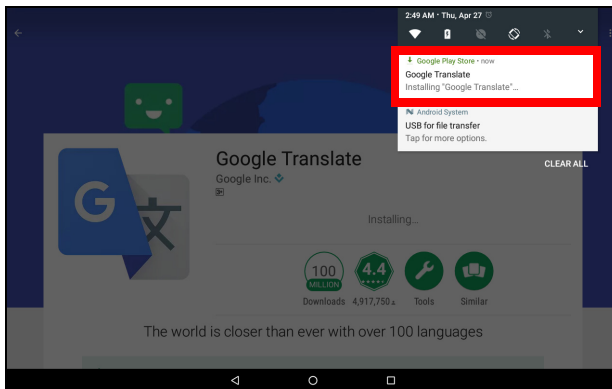 2:49 AM • Thu, Apr 27
Google Play Store • now
Google Translate
Installing "Google Translate"...
Android System
USB for file transfer
Tap for more options.
CLEAR ALL
Google Translate
Google Inc.
G 文
Installing...
100
MILLION
4.4
Downloads 4,917,750 Tools Similar
The world is closer than ever with over 100 languages